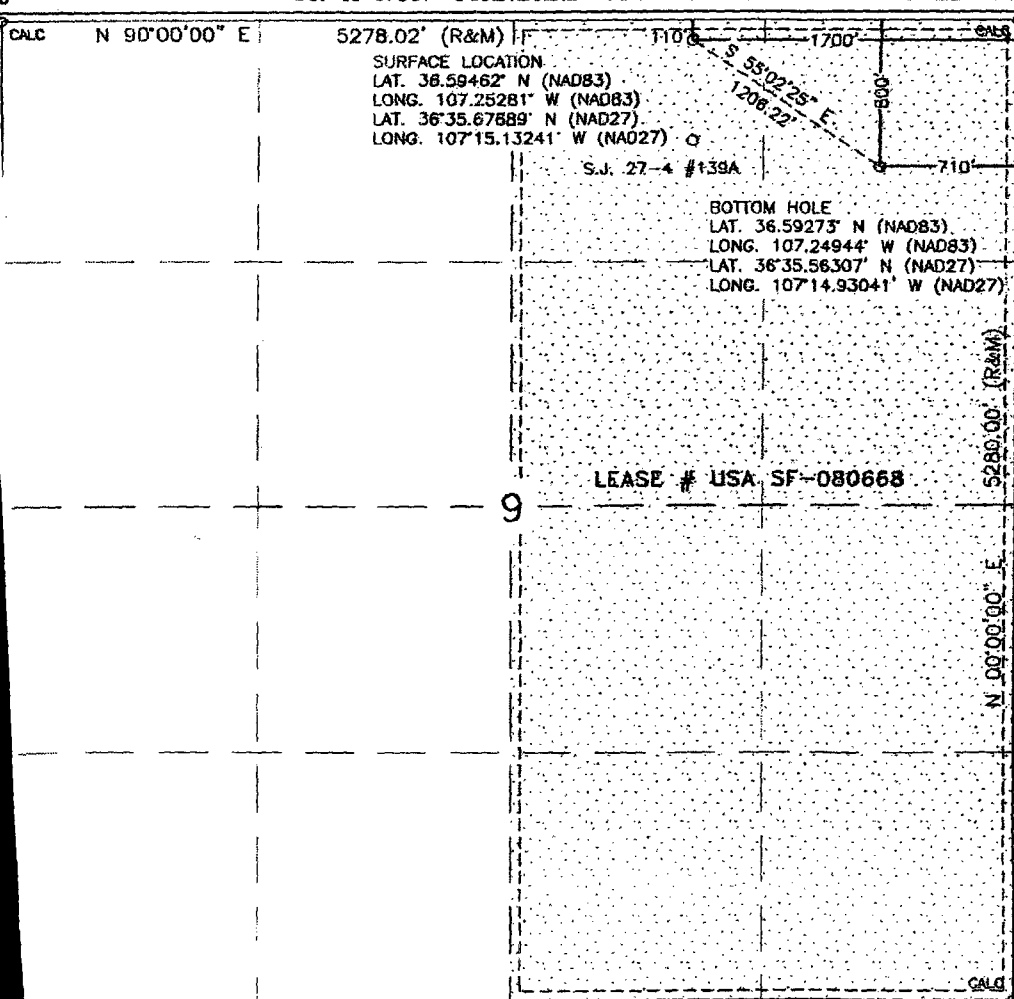 CALC N 90°00'00" E 5278.02' (R&M) 110' 1700' CALC
SURFACE LOCATION
LAT. 36.59462° N (NAD83)
LONG. 107.25281° W (NAD83)
LAT. 36°35.67689' N (NAD27)
LONG. 107°15.13241' W (NAD27)
S 55°02'25" E
1206.22'
800'
S.J. 27-4 #139A
710'
BOTTOM HOLE
LAT. 36.59273° N (NAD83)
LONG. 107.24944° W (NAD83)
LAT. 36°35.56307' N (NAD27)
LONG. 107°14.93041' W (NAD27)
N 00°00'00" E 5280.00' (R&M)
LEASE # USA SF-080668
9
CALC